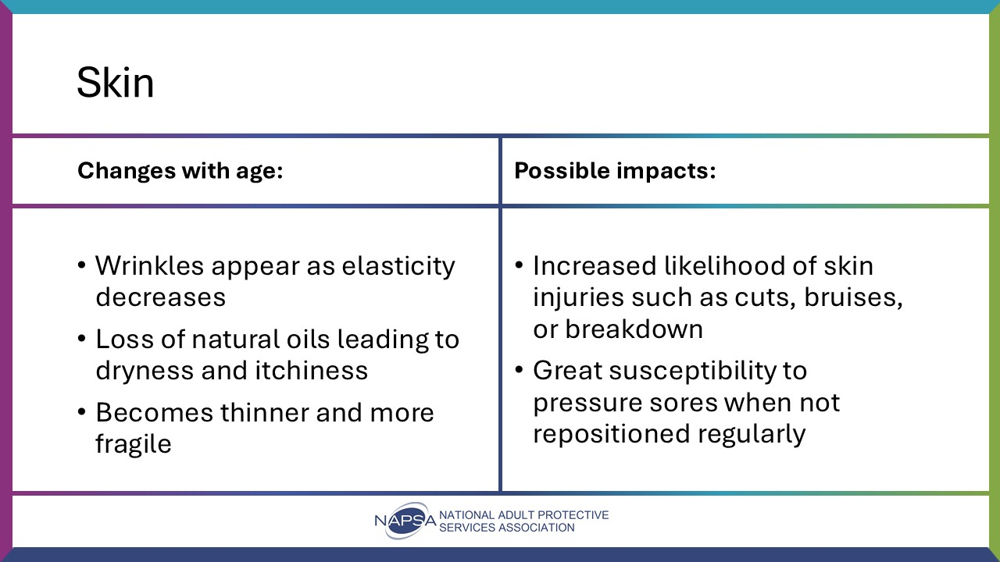 Skin
Changes with age:
• Wrinkles appear as elasticity
decreases
• Loss of natural oils leading to
dryness and itchiness
• Becomes thinner and more
fragile
Possible impacts:
• Increased likelihood of skin
injuries such as cuts, bruises,
or breakdown
• Great susceptibility to
pressure sores when not
repositioned regularly
NAPSA
NATIONAL ADULT PROTECTIVE
SERVICES ASSOCIATION